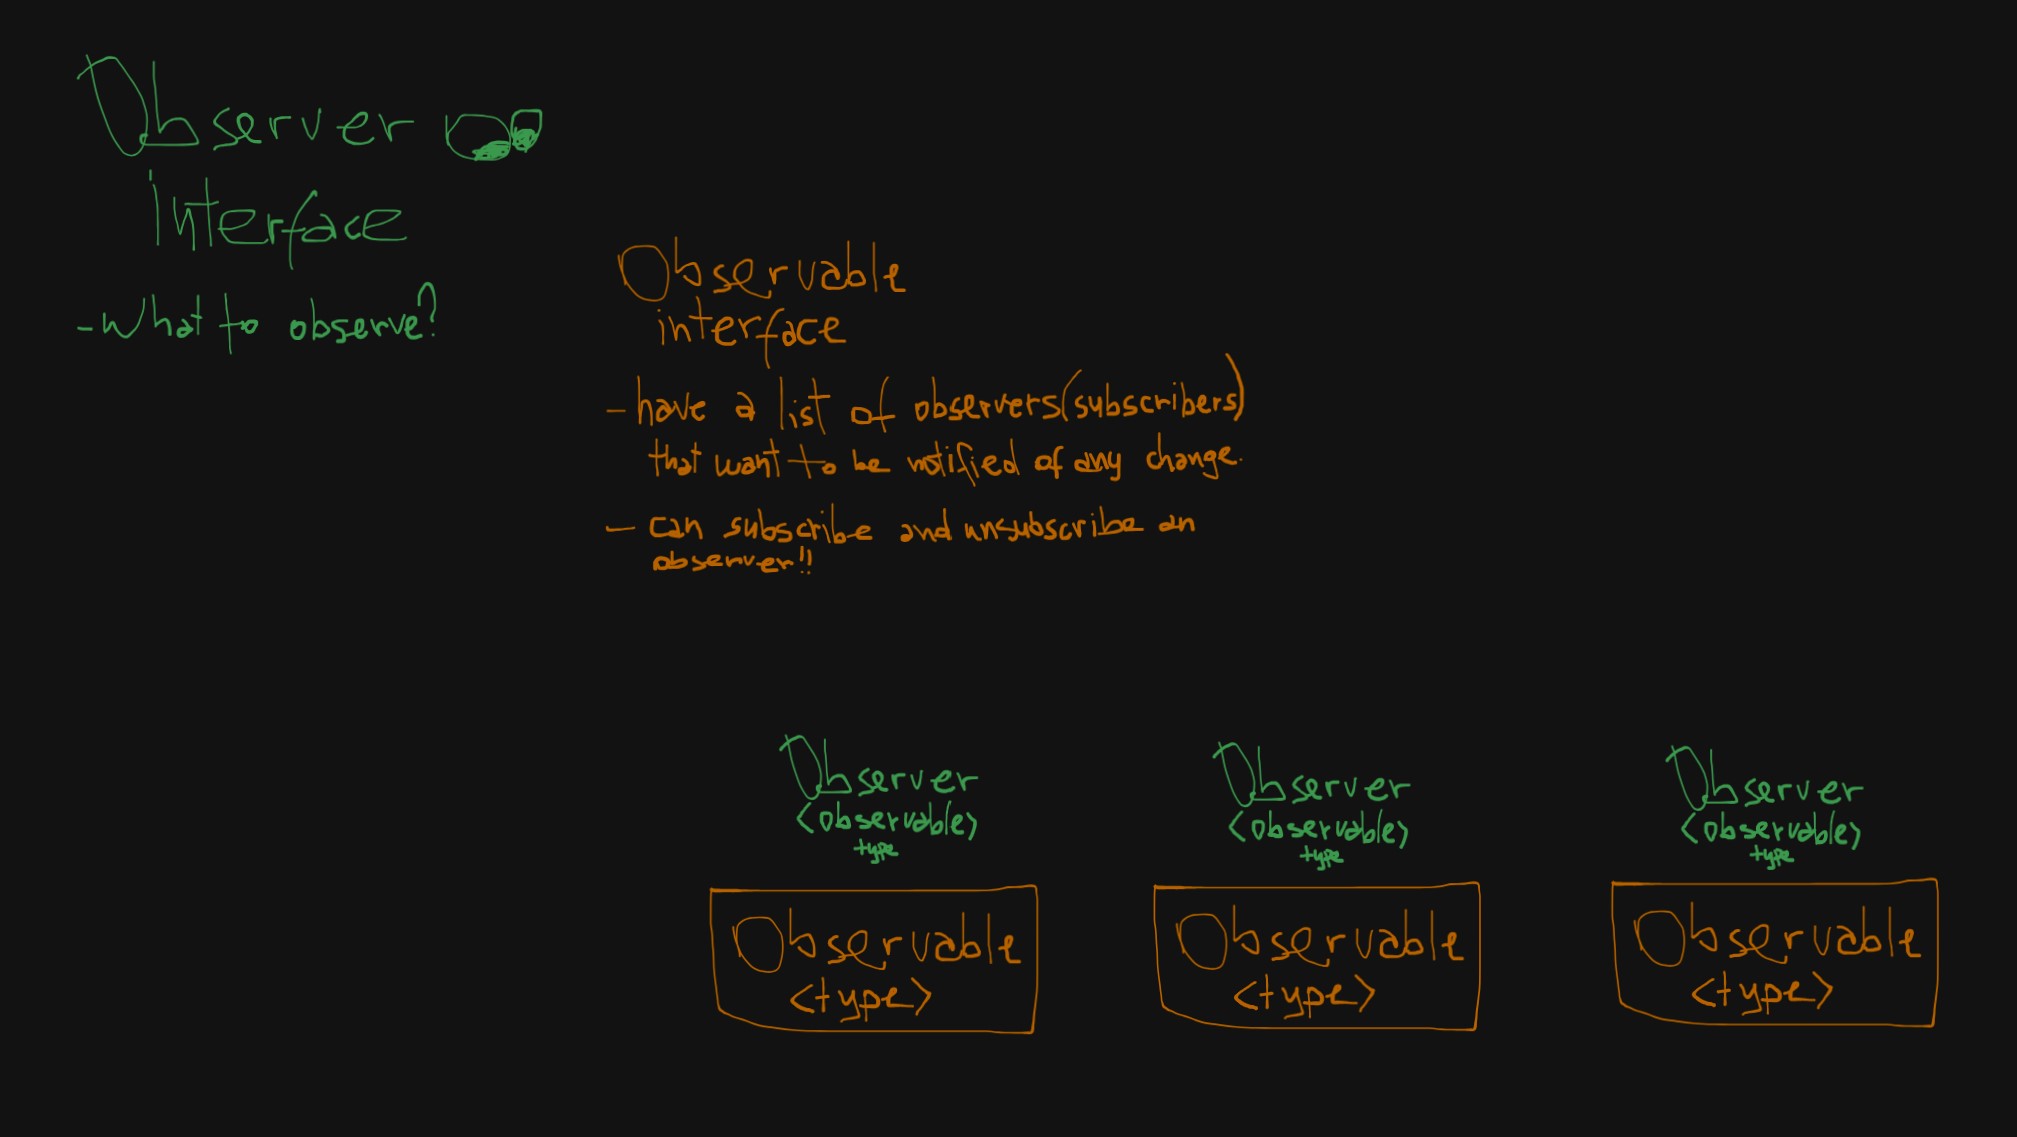 Observer
interface
- What to observe?
Observable
interface
- have a list of observers(subscribers)
that want to be notified of any change.
- can subscribe and unsubscribe an
observer!!
Observer
<observable>
type
Observable
<type>
Observer
<observable>
type
Observable
<type>
Observer
<observable>
type
Observable
<type>